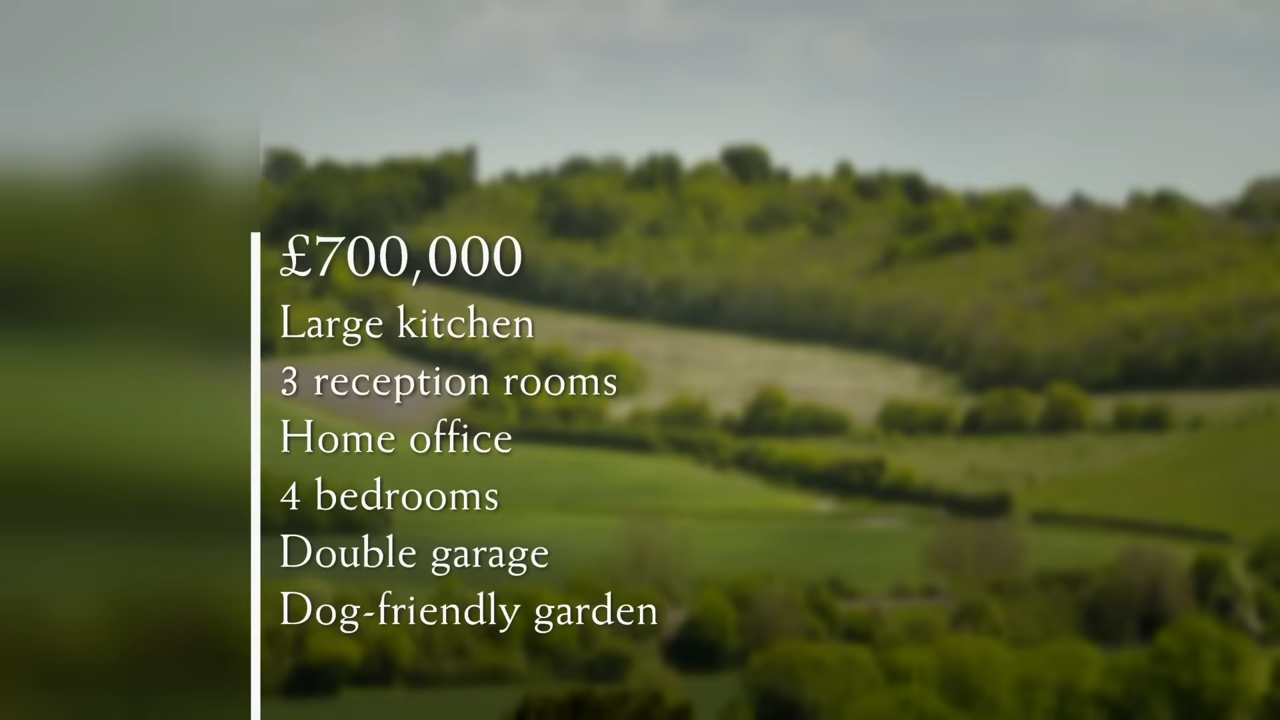 £700,000
Large kitchen
3 reception rooms
Home office
4 bedrooms
Double garage
Dog-friendly garden